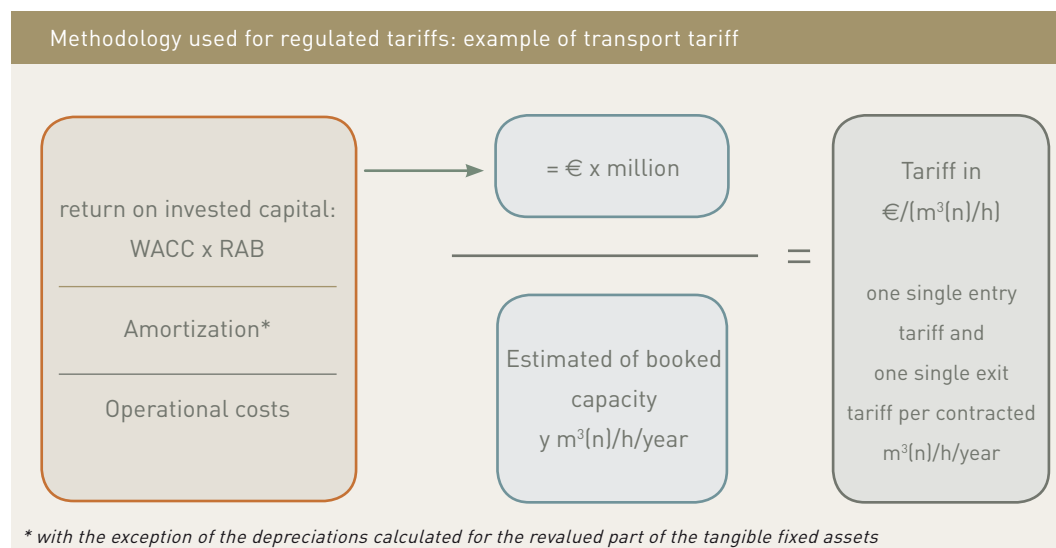 Methodology used for regulated tariffs: example of transport tariff
return on invested capital:
WACC x RAB
Amortization*
Operational costs
= € x million
Estimated of booked
capacity
y m³(n)/h/year
=
Tariff in
€/(m³(n)/h)
one single entry
tariff and
one single exit
tariff per contracted
m³(n)/h/year
* with the exception of the depreciations calculated for the revalued part of the tangible fixed assets